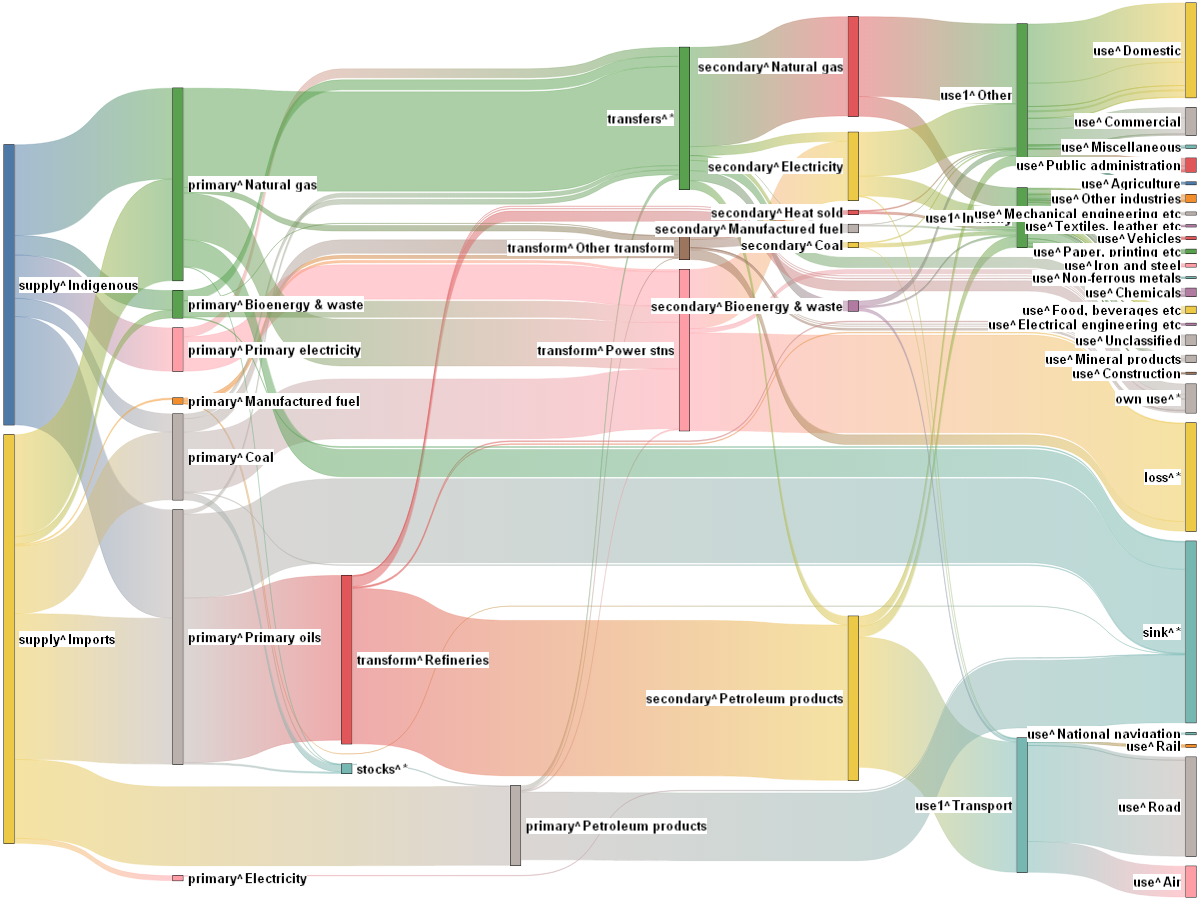 supply^Indigenous
supply^Imports
primary^Natural gas
primary^Bioenergy & waste
primary^Primary electricity
primary^Manufactured fuel
primary^Coal
primary^Primary oils
primary^Electricity
transform^Refineries
stocks^*
primary^Petroleum products
transfers^*
transform^Other transform
transform^Power stns
secondary^Natural gas
secondary^Electricity
secondary^Heat sold
secondary^Manufactured fuel
secondary^Coal
secondary^Bioenergy & waste
secondary^Petroleum products
use1^Other
use1^Transport
use^Domestic
use^Commercial
use^Miscellaneous
use^Public administration
use^Agriculture
use^Other industries
use^Mechanical engineering etc
use^Textiles, leather etc
use^Vehicles
use^Paper, printing etc
use^Iron and steel
use^Non-ferrous metals
use^Chemicals
use^Food, beverages etc
use^Electrical engineering etc
use^Unclassified
use^Mineral products
use^Construction
own use^*
loss^*
sink^*
use^National navigation
use^Rail
use^Road
use^Air